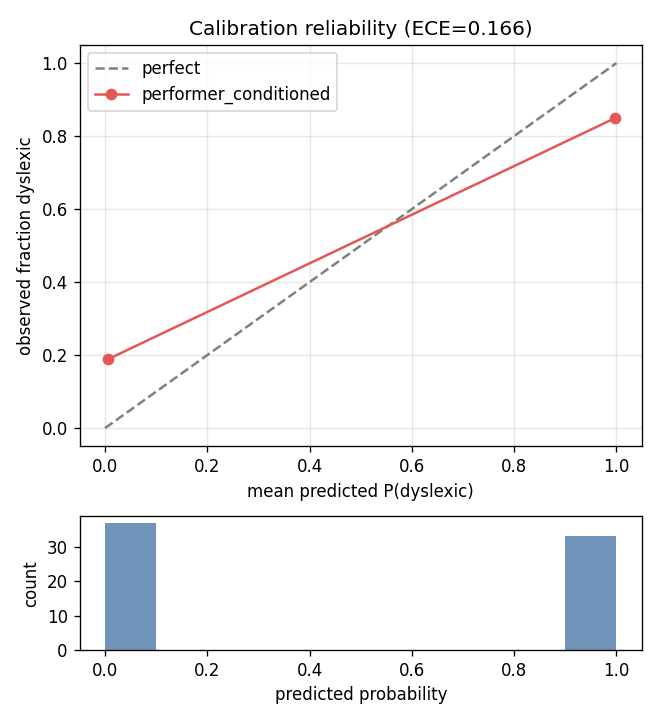 Calibration reliability (ECE=0.166)
perfect
performer_conditioned
1.0
0.8
0.6
0.4
0.2
0.0
observed fraction dyslexic
0.0 0.2 0.4 0.6 0.8 1.0
mean predicted P(dyslexic)
30
20
10
0
count
0.0 0.2 0.4 0.6 0.8 1.0
predicted probability